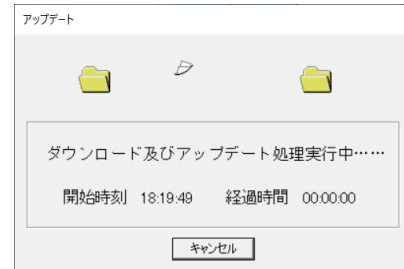 アップデート
ダウンロード及びアップデート処理実行中……
開始時刻 18:19:49 経過時間 00:00:00
キャンセル